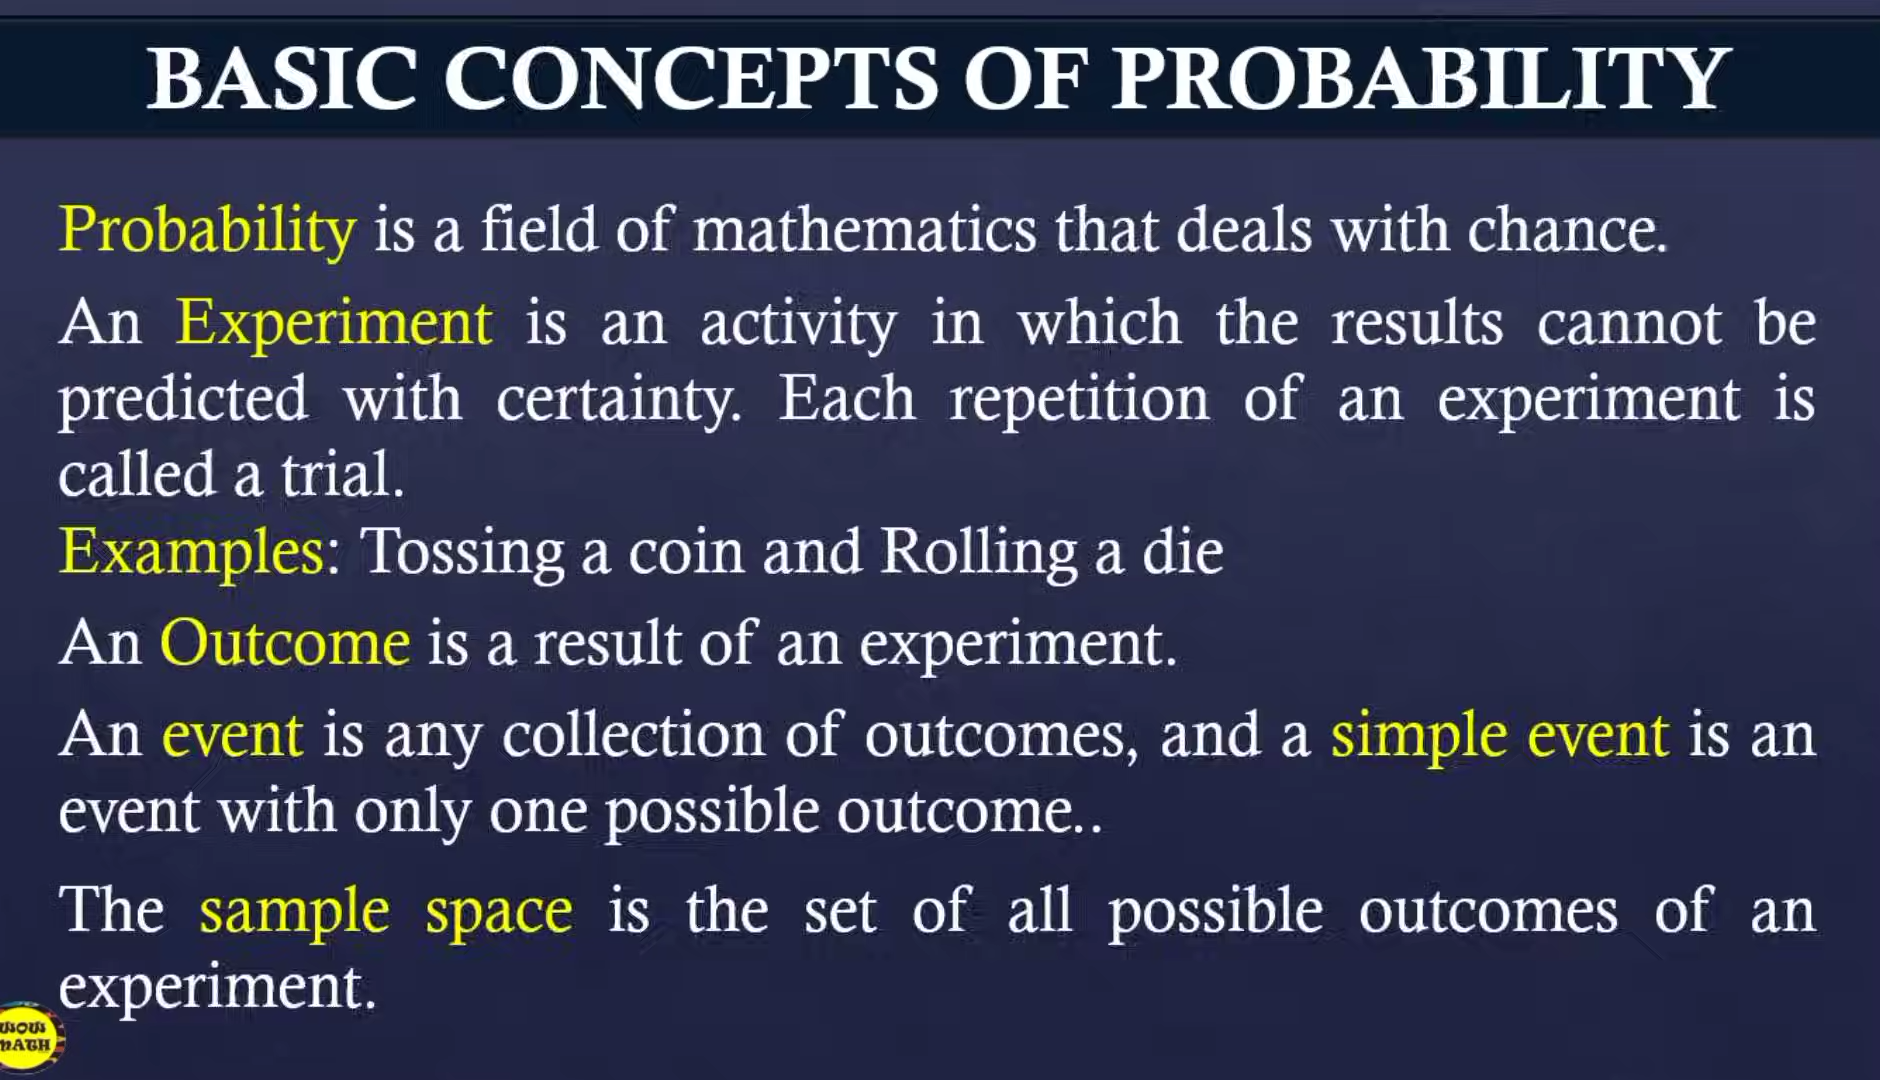 BASIC CONCEPTS OF PROBABILITY
Probability is a field of mathematics that deals with chance.
An Experiment is an activity in which the results cannot be
predicted with certainty. Each repetition of an experiment is
called a trial.
Examples: Tossing a coin and Rolling a die
An Outcome is a result of an experiment.
An event is any collection of outcomes, and a simple event is an
event with only one possible outcome..
The sample space is the set of all possible outcomes of an
experiment.
WOW
MATH